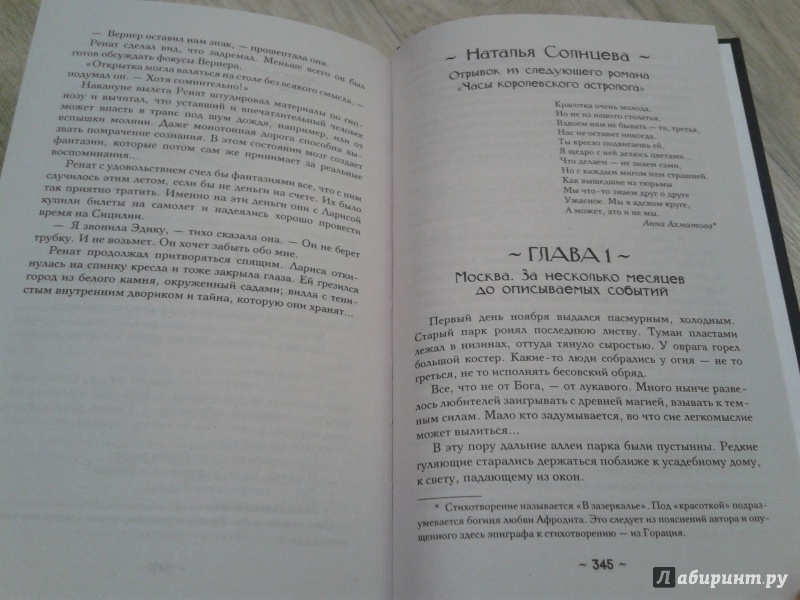 — Вернер оставил нам знак, — прошептала она.
Ренат сделал вид, что задремал. Меньше всего он был
готов обсуждать фокусы Вернера.
«Открытка могла валяться на столе без всякого смысла, —
подумал он. — Хотя сомнительно!»
Накануне вылета Ренат штудировал материалы по гип-
нозу и вычитал, что уставший и впечатлительный человек
может впасть в транс под шум дождя, например, или от
вспышки молнии. Даже монотонная дорога способна вы-
звать помрачение сознания. В этом состоянии мозг создает
фантазии, которые потом сам же принимает за реальные
воспоминания...
Ренат с удовольствием счел бы фантазиями все, что с ним
случилось этим летом, если бы не деньги на счете. Их было
так приятно тратить. Именно на эти деньги они с Ларисой
купили билеты на самолет и надеялись хорошо провести
время на Сицилии.
— Я звонила Эдику, — тихо сказала она. — Он не берет
трубку. И не возьмет. Он хочет забыть обо мне.
Ренат продолжал притворяться спящим. Лариса отки-
нулась на спинку кресла и тоже закрыла глаза. Ей грезился
город из белого камня, окруженный садами; вилла с тени-
стым внутренним двориком и тайна, которую они хранят...
~ Наталья Солнцева ~
Отрывок из следующего романа
«Часы королевского астролога»
Красотка очень молода,
Но не из нашего столетья,
Вдвоем нам не бывать — та, третья,
Нас не оставит никогда.
Ты кресло подвигаешь ей,
Я щедро с ней делюсь цветами...
Что делаем — не знаем сами,
Но с каждым мигом нам страшней.
Как вышедшие из тюрьмы
Мы что-то знаем друг о друге
Ужасное. Мы в адском круге,
А может, это и не мы.
Анна Ахматова*
~ ГЛАВА 1 ~
Москва. За несколько месяцев
до описываемых событий
Первый день ноября выдался пасмурным, холодным.
Старый парк ронял последнюю листву. Туман пластами
лежал в низинах, оттуда тянуло сыростью. У оврага горел
большой костер. Какие-то люди собрались у огня — не то
греться, не то исполнять бесовский обряд.
Все, что не от Бога, — от лукавого. Много нынче разве-
лось любителей заигрывать с древней магией, взывать к тем-
ным силам. Мало кто задумывается, во что сие легкомыслие
может вылиться...
В эту пору дальние аллеи парка были пустынны. Редкие
гуляющие старались держаться поближе к усадебному дому,
к свету, падающему из окон.
* Стихотворение называется «В зазеркалье». Под «красоткой» подраз-
умевается богиня любви Афродита. Это следует из пояснений автора и опу-
щенного здесь эпиграфа к стихотворению — из Горация.
~ 345 ~
Лабиринт.ру